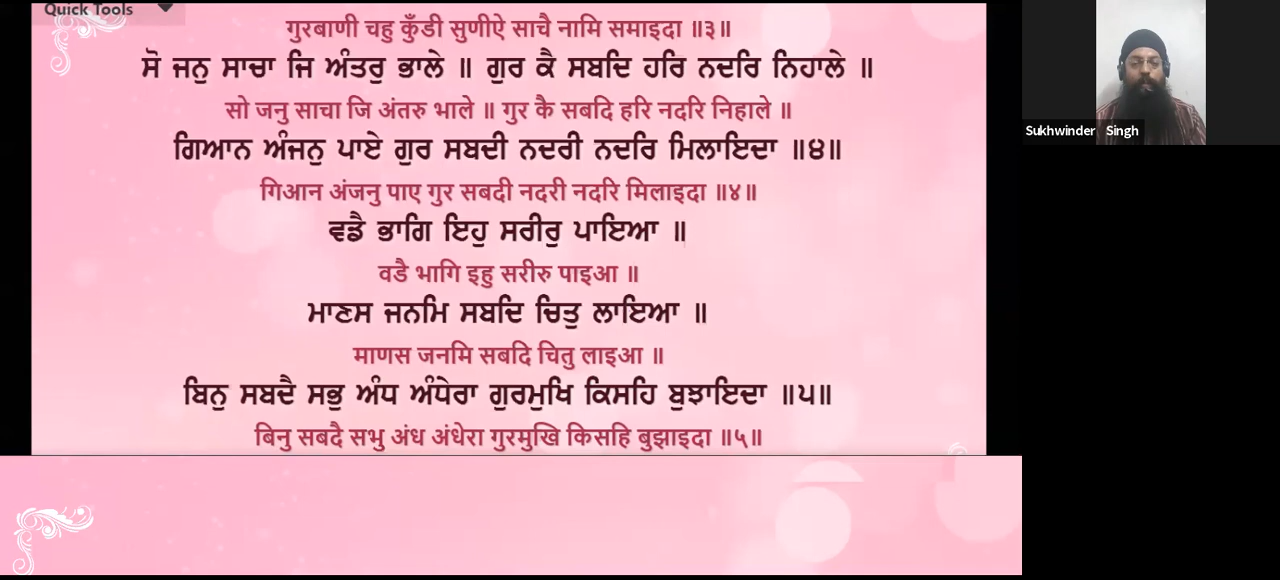 Quick Tools
गुरबाणी चहु कुँडी सुणीऐ साचै नामि समाइदा ॥३॥
ਸੋ ਜਨੁ ਸਾਚਾ ਜਿ ਅੰਤਰੁ ਭਾਲੇ ॥ ਗੁਰ ਕੈ ਸਬਦਿ ਹਰਿ ਨਦਰਿ ਨਿਹਾਲੇ ॥
सो जनु साचा जि अंतरु भाले ॥ गुर कै सबदि हरि नदरि निहाले ॥
ਗਿਆਨ ਅੰਜਨੁ ਪਾਏ ਗੁਰ ਸਬਦੀ ਨਦਰੀ ਨਦਰਿ ਮਿਲਾਇਦਾ ॥੪॥
गिआन अंजनु पाए गुर सबदी नदरी नदरि मिलाइदा ॥४॥
ਵਡੈ ਭਾਗਿ ਇਹੁ ਸਰੀਰੁ ਪਾਇਆ ॥
वडै भागि इहु सरीरु पाइआ ॥
ਮਾਣਸ ਜਨਮਿ ਸਬਦਿ ਚਿਤੁ ਲਾਇਆ ॥
माणस जनमि सबदि चितु लाइआ ॥
ਬਿਨੁ ਸਬਦੈ ਸਭੁ ਅੰਧ ਅੰਧੇਰਾ ਗੁਰਮੁਖਿ ਕਿਸਹਿ ਬੁਝਾਇਦਾ ॥੫॥
बिनु सबदै सभु अंध अंधेरा गुरमुखि किसहि बुझाइदा ॥५॥
Sukhwinder Singh